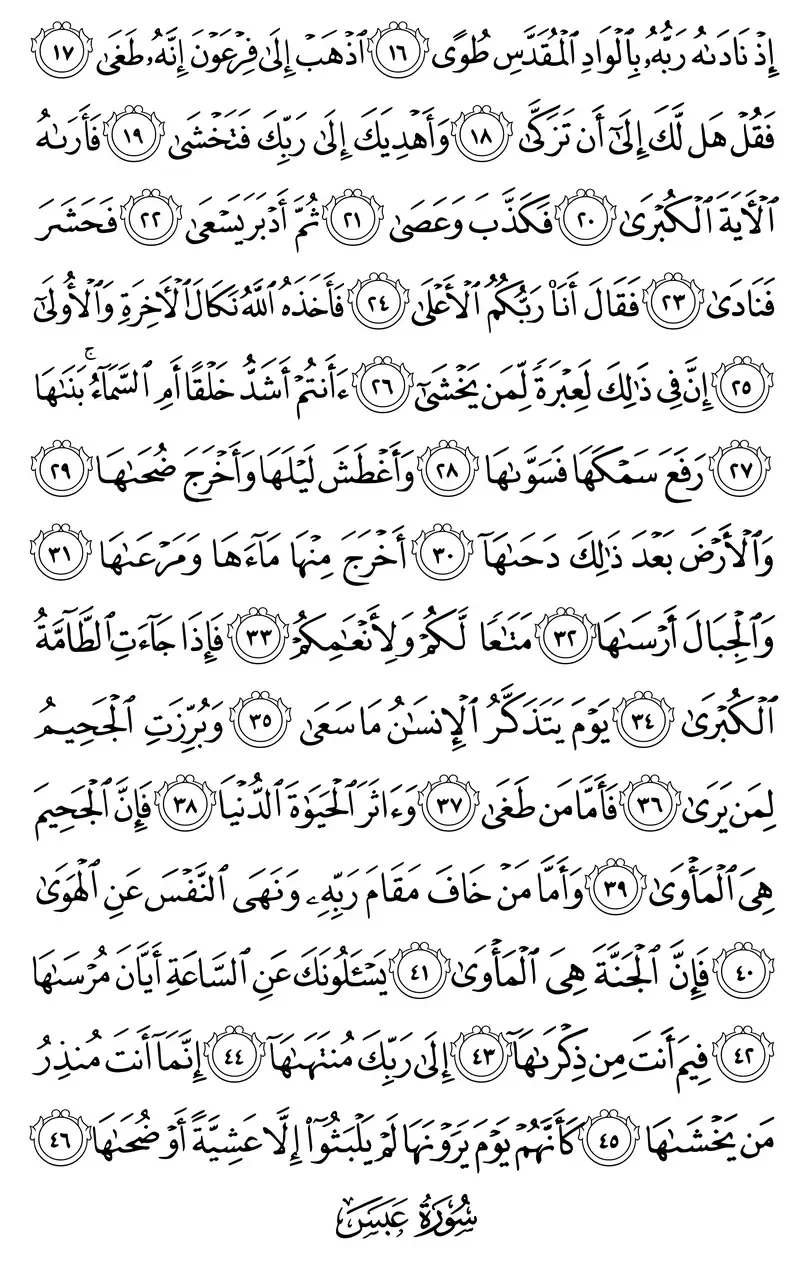 إِذۡ نَادَىٰهُ رَبُّهُۥ بِٱلۡوَادِ ٱلۡمُقَدَّسِ طُوًى ١٦ ٱذۡهَبۡ إِلَىٰ فِرۡعَوۡنَ إِنَّهُۥ طَغَىٰ ١٧
فَقُلۡ هَل لَّكَ إِلَىٰٓ أَن تَزَكَّىٰ ١٨ وَأَهۡدِيَكَ إِلَىٰ رَبِّكَ فَتَخۡشَىٰ ١٩ فَأَرَىٰهُ
ٱلۡأٓيَةَ ٱلۡكُبۡرَىٰ ٢٠ فَكَذَّبَ وَعَصَىٰ ٢١ ثُمَّ أَدۡبَرَ يَسۡعَىٰ ٢٢ فَحَشَرَ
فَنَادَىٰ ٢٣ فَقَالَ أَنَا۠ رَبُّكُمُ ٱلۡأَعۡلَىٰ ٢٤ فَأَخَذَهُ ٱللَّهُ نَكَالَ ٱلۡأٓخِرَةِ وَٱلۡأُولَىٰٓ
٢٥ إِنَّ فِي ذَٰلِكَ لَعِبۡرَةٗ لِّمَن يَخۡشَىٰٓ ٢٦ ءَأَنتُمۡ أَشَدُّ خَلۡقًا أَمِ ٱلسَّمَآءُۚ بَنَىٰهَا
٢٧ رَفَعَ سَمۡكَهَا فَسَوَّىٰهَا ٢٨ وَأَغۡطَشَ لَيۡلَهَا وَأَخۡرَجَ ضُحَىٰهَا ٢٩
وَٱلۡأَرۡضَ بَعۡدَ ذَٰلِكَ دَحَىٰهَآ ٣٠ أَخۡرَجَ مِنۡهَا مَآءَهَا وَمَرۡعَىٰهَا ٣١
وَٱلۡجِبَالَ أَرۡسَىٰهَا ٣٢ مَتَٰعٗا لَّكُمۡ وَلِأَنۡعَٰمِكُمۡ ٣٣ فَإِذَا جَآءَتِ ٱلطَّآمَّةُ
ٱلۡكُبۡرَىٰ ٣٤ يَوۡمَ يَتَذَكَّرُ ٱلۡإِنسَٰنُ مَا سَعَىٰ ٣٥ وَبُرِّزَتِ ٱلۡجَحِيمُ
لِمَن يَرَىٰ ٣٦ فَأَمَّا مَن طَغَىٰ ٣٧ وَءَاثَرَ ٱلۡحَيَوٰةَ ٱلدُّنۡيَا ٣٨ فَإِنَّ ٱلۡجَحِيمَ
هِيَ ٱلۡمَأۡوَىٰ ٣٩ وَأَمَّا مَنۡ خَافَ مَقَامَ رَبِّهِۦ وَنَهَى ٱلنَّفۡسَ عَنِ ٱلۡهَوَىٰ
٤٠ فَإِنَّ ٱلۡجَنَّةَ هِيَ ٱلۡمَأۡوَىٰ ٤١ يَسۡـَٔلُونَكَ عَنِ ٱلسَّاعَةِ أَيَّانَ مُرۡسَىٰهَا
٤٢ فِيمَ أَنتَ مِن ذِكۡرَىٰهَآ ٤٣ إِلَىٰ رَبِّكَ مُنتَهَىٰهَآ ٤٤ إِنَّمَآ أَنتَ مُنذِرُ
مَن يَخۡشَىٰهَا ٤٥ كَأَنَّهُمۡ يَوۡمَ يَرَوۡنَهَا لَمۡ يَلۡبَثُوٓاْ إِلَّا عَشِيَّةً أَوۡ ضُحَىٰهَا ٤٦
سُورَةُ عَبَسَ